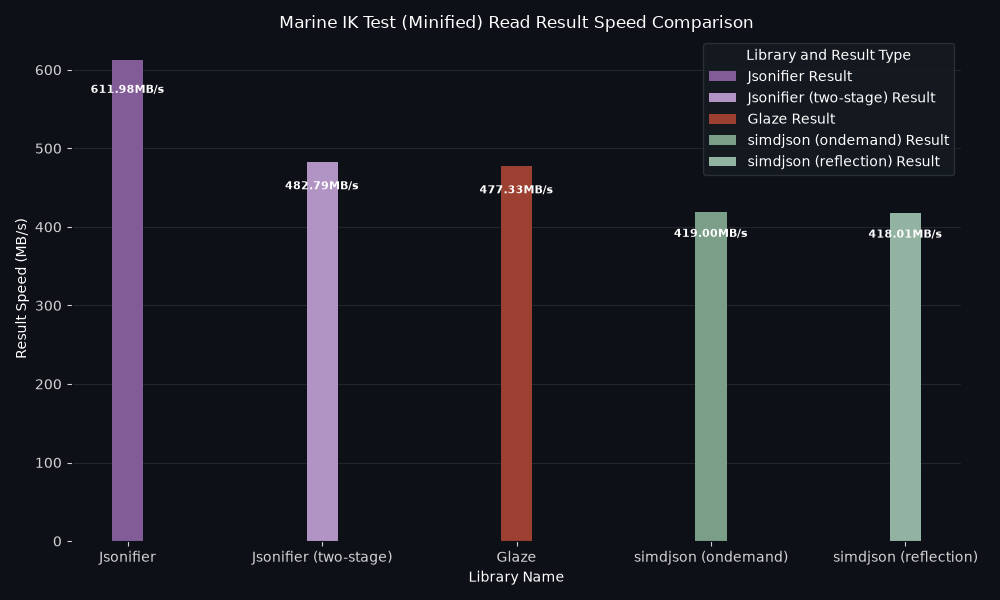 Marine IK Test (Minified) Read Result Speed Comparison
Library and Result Type
Jsonifier Result
Jsonifier (two-stage) Result
Glaze Result
simdjson (ondemand) Result
simdjson (reflection) Result
Result Speed (MB/s)
600
500
400
300
200
100
0
611.98MB/s
482.79MB/s
477.33MB/s
419.00MB/s
418.01MB/s
Jsonifier
Jsonifier (two-stage)
Glaze
simdjson (ondemand)
simdjson (reflection)
Library Name